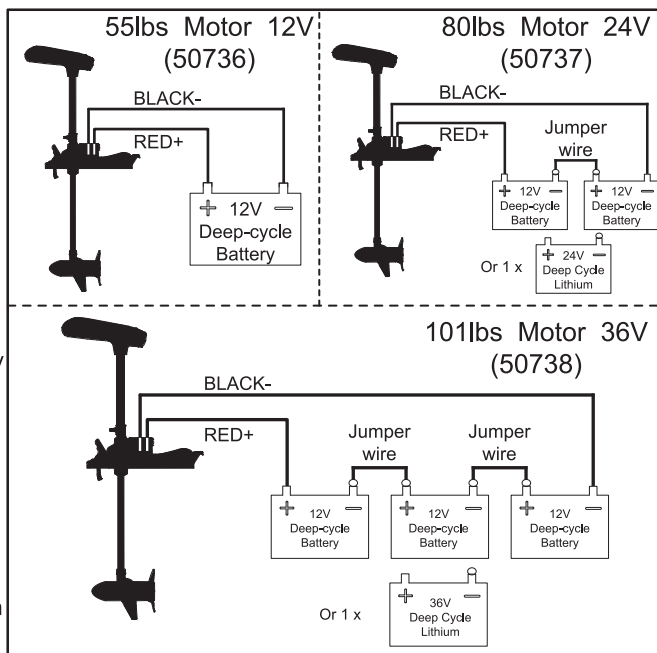 55lbs Motor 12V
(50736)
BLACK-
RED+
+ 12V −
Deep-cycle
Battery
80lbs Motor 24V
(50737)
BLACK-
RED+
Jumper
wire
+ 12V −
Deep-cycle
Battery
+ 12V −
Deep-cycle
Battery
Or 1 x
+ 24V −
Deep Cycle
Lithium
101lbs Motor 36V
(50738)
BLACK-
RED+
Jumper
wire
Jumper
wire
+ 12V −
Deep-cycle
Battery
+ 12V −
Deep-cycle
Battery
+ 12V −
Deep-cycle
Battery
Or 1 x
+ 36V −
Deep Cycle
Lithium